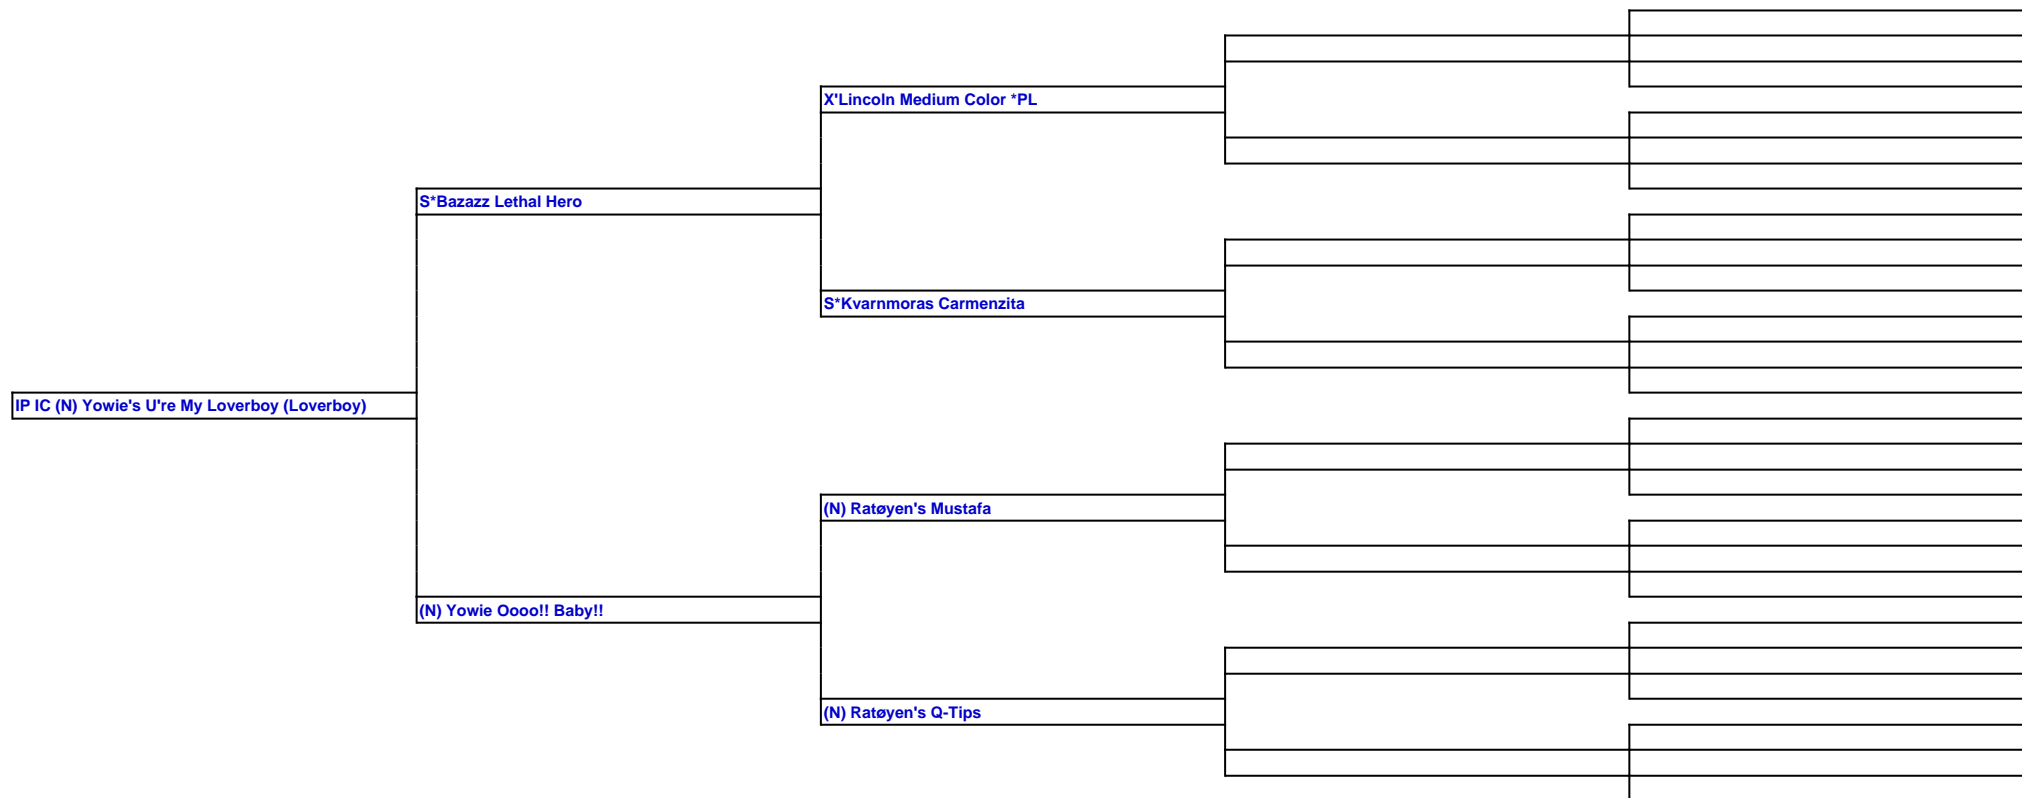 X'Lincoln Medium Color *PL
S*Bazazz Lethal Hero
S*Kvarnmoras Carmenzita
IP IC (N) Yowie's U're My Loverboy (Loverboy)
(N) Ratøyen's Mustafa
(N) Yowie Oooo!! Baby!!
(N) Ratøyen's Q-Tips